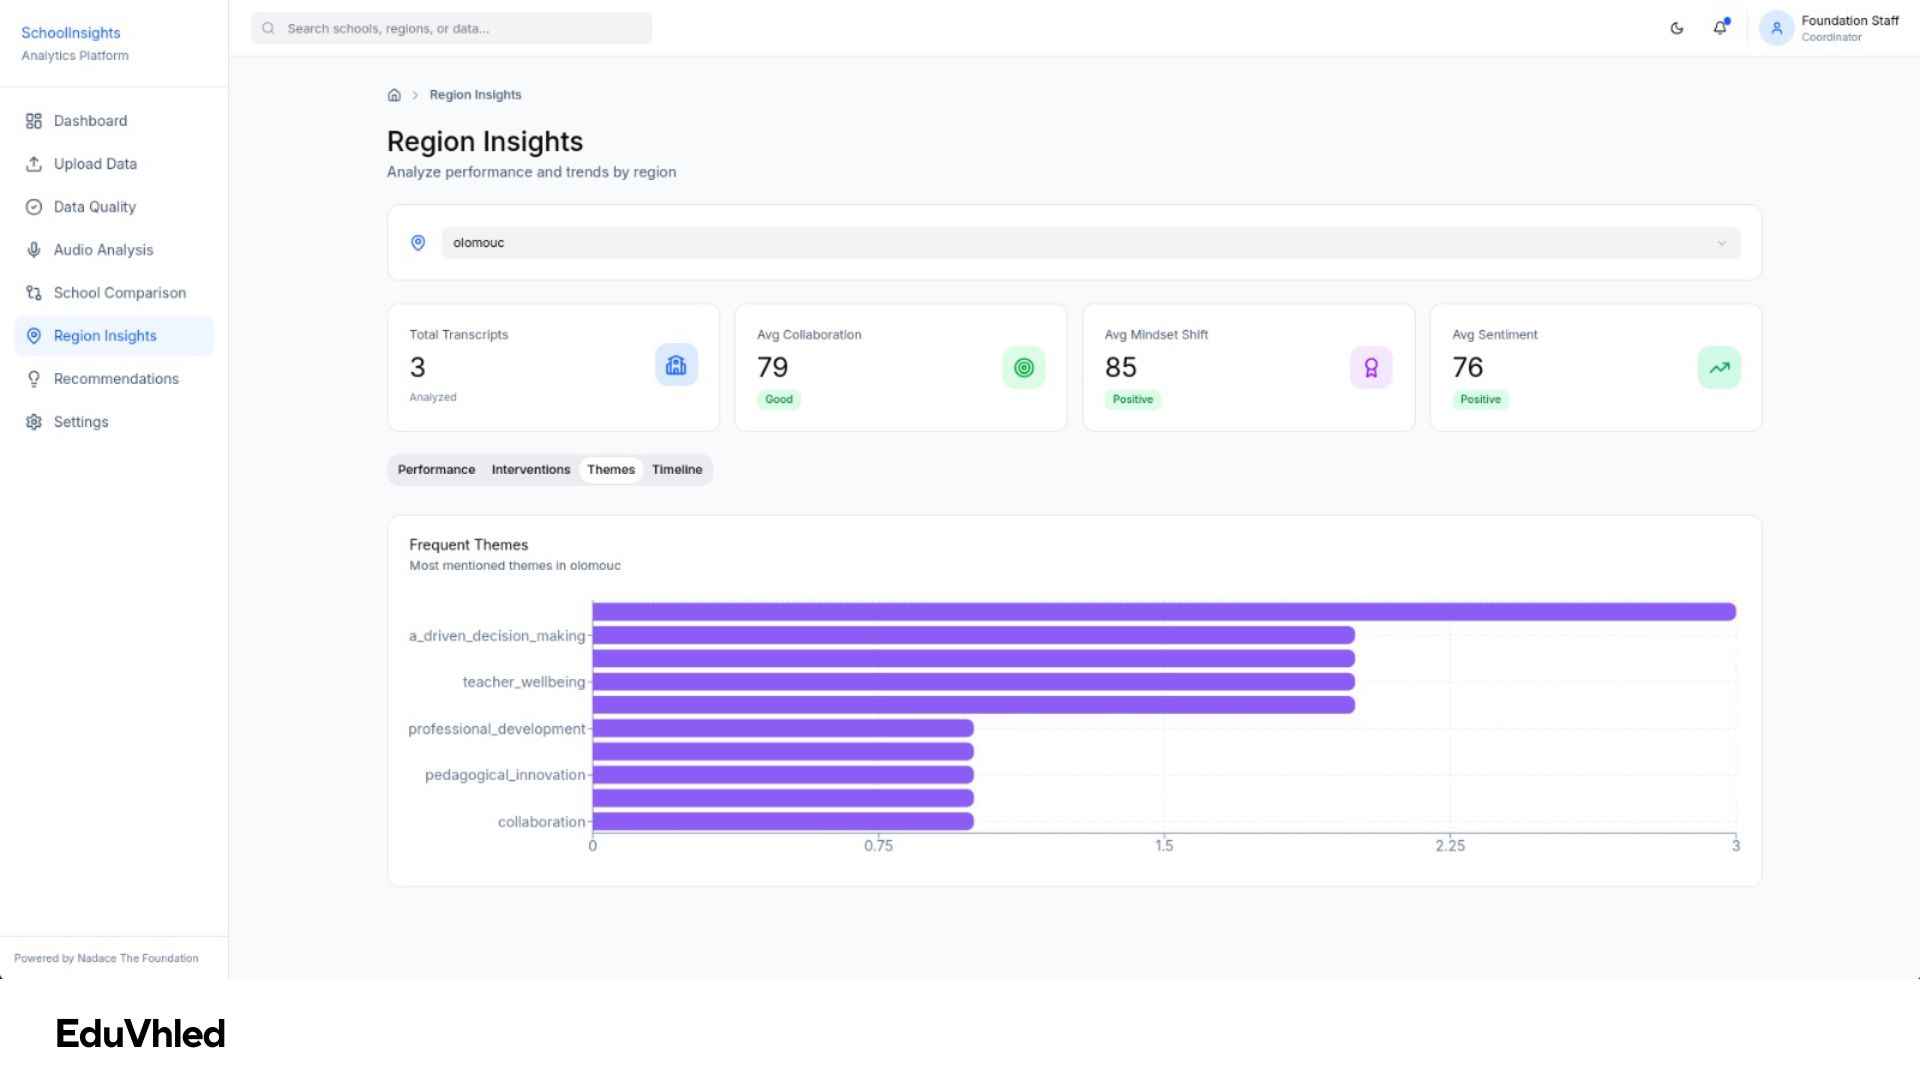 SchoolInsights
Analytics Platform
Search schools, regions, or data...
Foundation Staff
Coordinator
Dashboard
Upload Data
Data Quality
Audio Analysis
School Comparison
Region Insights
Recommendations
Settings
Powered by Nadace The Foundation
Region Insights
Region Insights
Analyze performance and trends by region
olomouc
Total Transcripts
3
Analyzed
Avg Collaboration
79
Good
Avg Mindset Shift
85
Positive
Avg Sentiment
76
Positive
Performance Interventions Themes Timeline
Frequent Themes
Most mentioned themes in olomouc
a_driven_decision_making
teacher_wellbeing
professional_development
pedagogical_innovation
collaboration
0 0.75 1.5 2.25 3
EduVhled